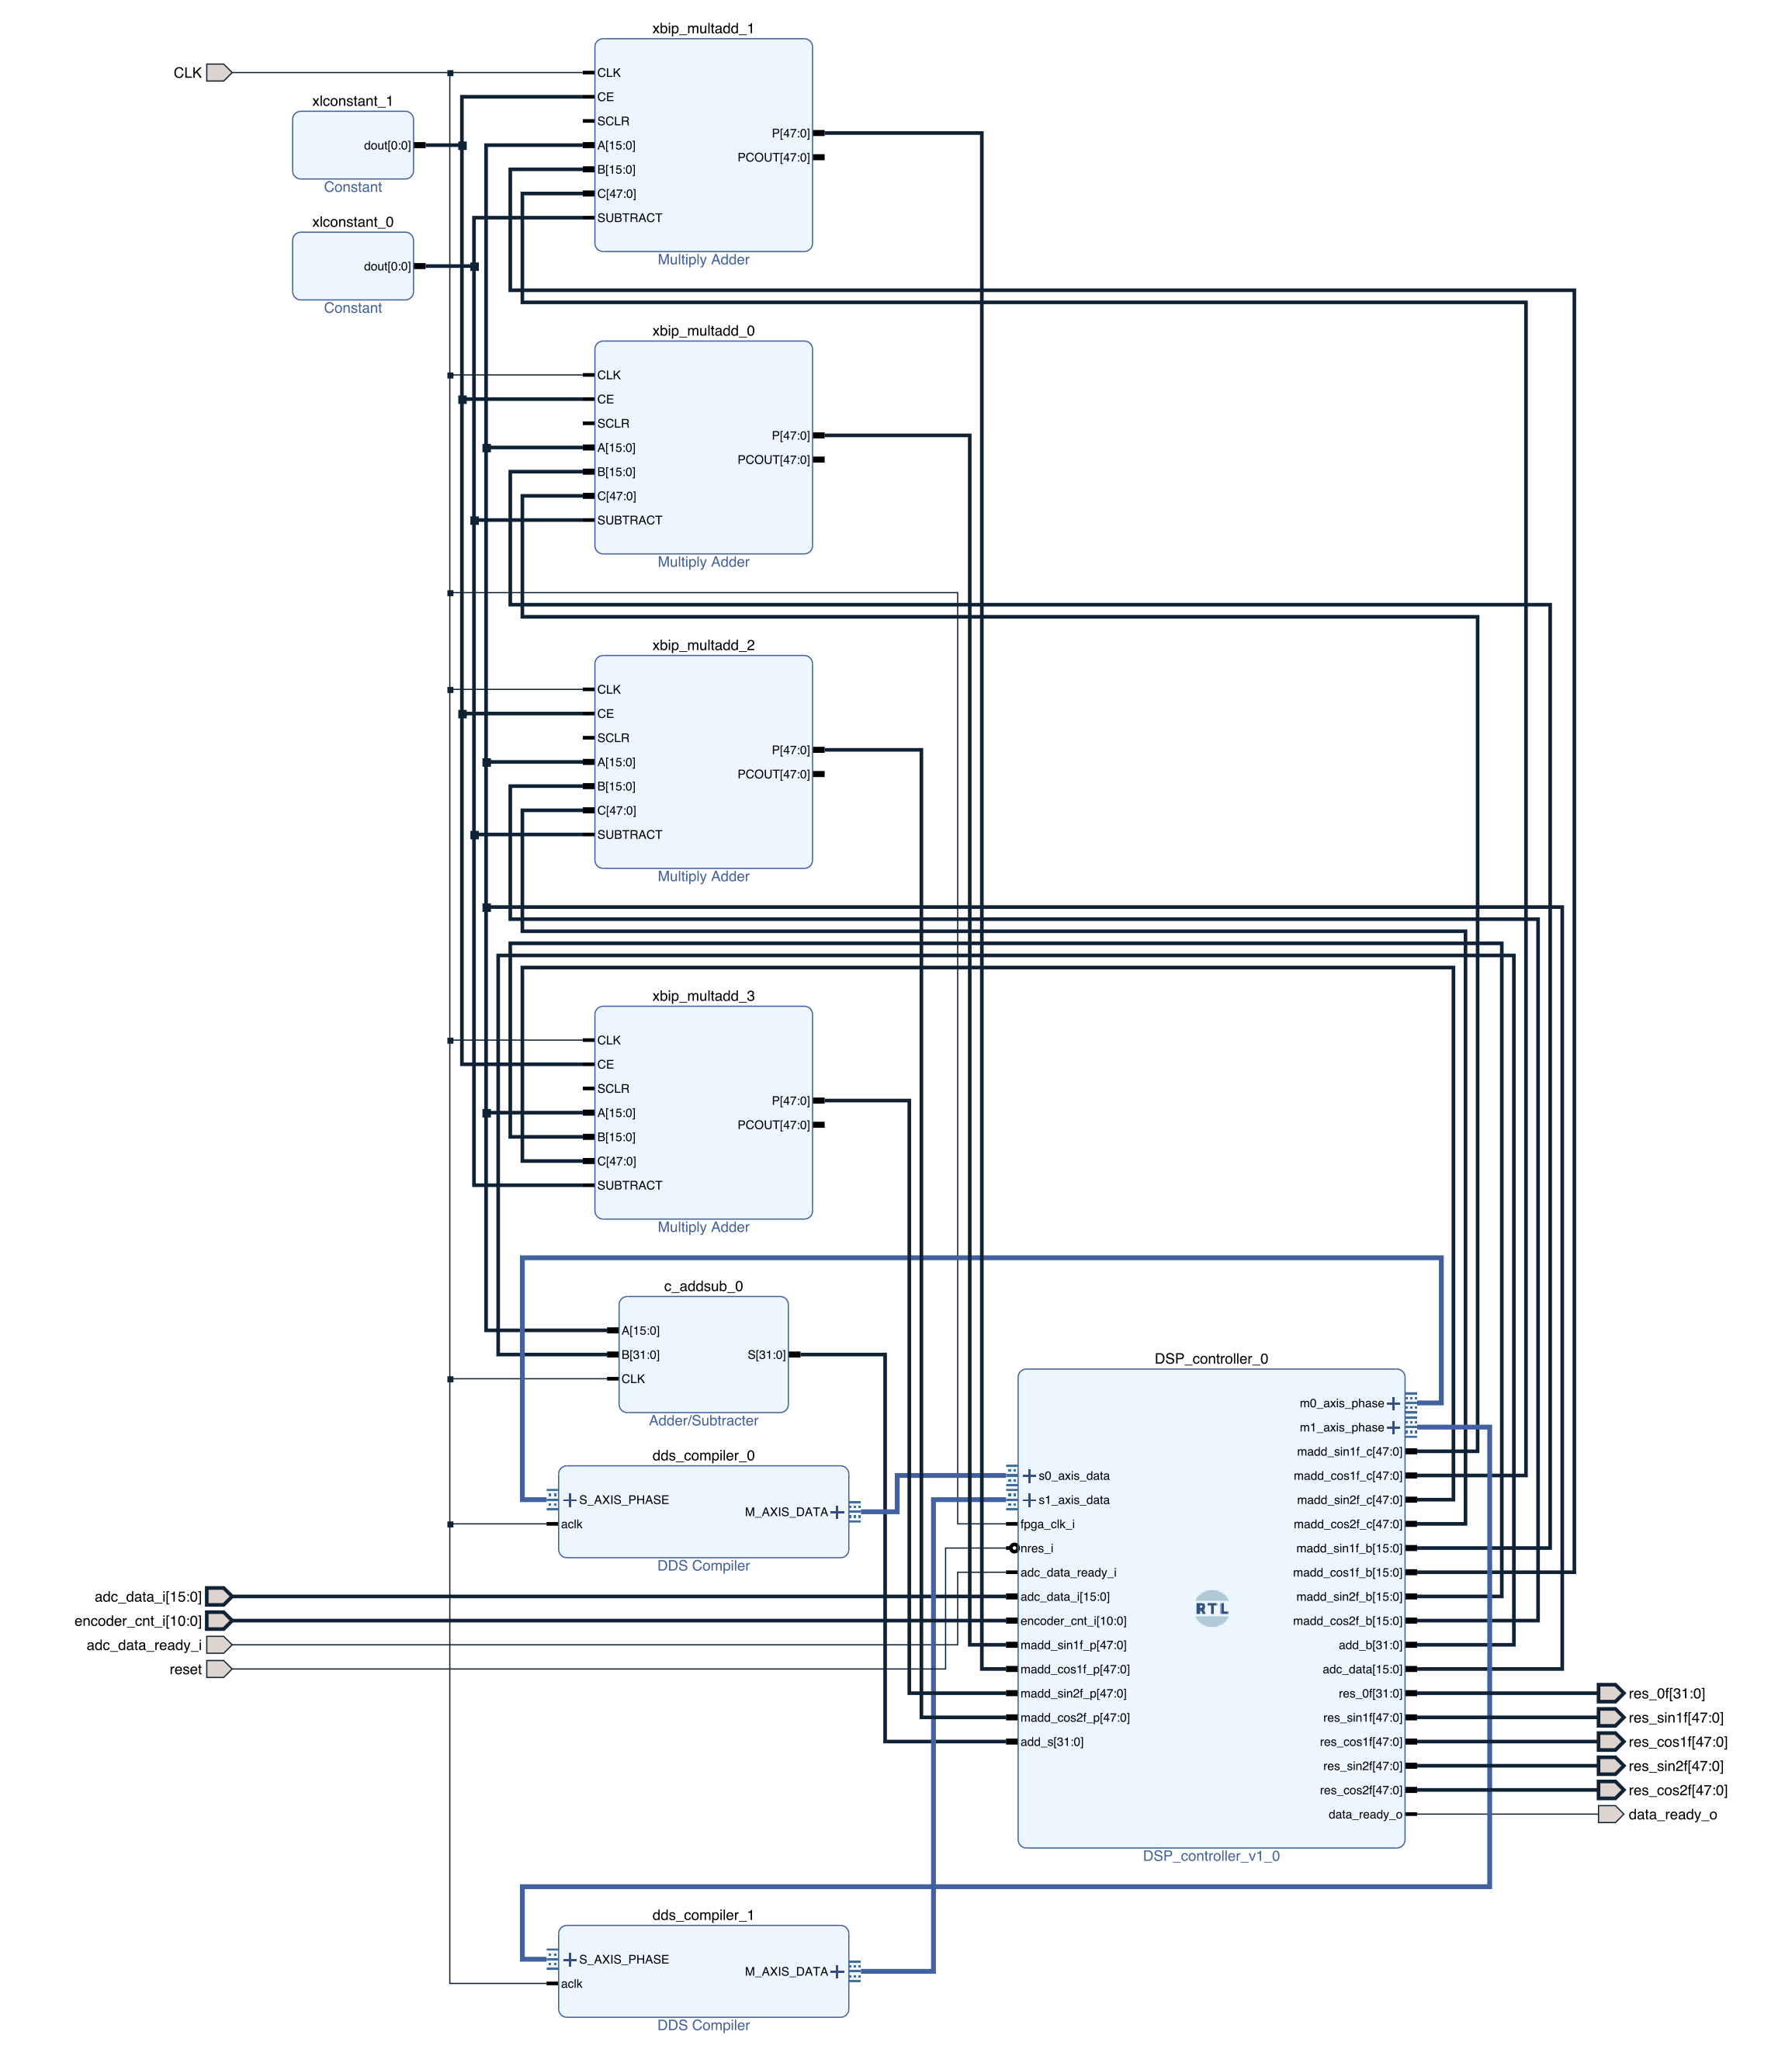 xbip_multadd_1
CLK
CLK
CE
SCLR
A[15:0]
B[15:0]
C[47:0]
SUBTRACT
P[47:0]
PCOUT[47:0]
Multiply Adder
xlconstant_1
dout[0:0]
Constant
xlconstant_0
dout[0:0]
Constant
xbip_multadd_0
CLK
CE
SCLR
A[15:0]
B[15:0]
C[47:0]
SUBTRACT
P[47:0]
PCOUT[47:0]
Multiply Adder
xbip_multadd_2
CLK
CE
SCLR
A[15:0]
B[15:0]
C[47:0]
SUBTRACT
P[47:0]
PCOUT[47:0]
Multiply Adder
xbip_multadd_3
CLK
CE
SCLR
A[15:0]
B[15:0]
C[47:0]
SUBTRACT
P[47:0]
PCOUT[47:0]
Multiply Adder
c_addsub_0
A[15:0]
B[31:0]
CLK
S[31:0]
Adder/Subtracter
dds_compiler_0
S_AXIS_PHASE
aclk
M_AXIS_DATA
DDS Compiler
adc_data_i[15:0]
encoder_cnt_i[10:0]
adc_data_ready_i
reset
DSP_controller_0
s0_axis_data
s1_axis_data
fpga_clk_i
nres_i
adc_data_ready_i
adc_data_i[15:0]
encoder_cnt_i[10:0]
madd_sin1f_p[47:0]
madd_cos1f_p[47:0]
madd_sin2f_p[47:0]
madd_cos2f_p[47:0]
add_s[31:0]
RTL
m0_axis_phase
m1_axis_phase
madd_sin1f_c[47:0]
madd_cos1f_c[47:0]
madd_sin2f_c[47:0]
madd_cos2f_c[47:0]
madd_sin1f_b[15:0]
madd_cos1f_b[15:0]
madd_sin2f_b[15:0]
madd_cos2f_b[15:0]
add_b[31:0]
adc_data[15:0]
res_0f[31:0]
res_sin1f[47:0]
res_cos1f[47:0]
res_sin2f[47:0]
res_cos2f[47:0]
data_ready_o
DSP_controller_v1_0
res_0f[31:0]
res_sin1f[47:0]
res_cos1f[47:0]
res_sin2f[47:0]
res_cos2f[47:0]
data_ready_o
dds_compiler_1
S_AXIS_PHASE
aclk
M_AXIS_DATA
DDS Compiler